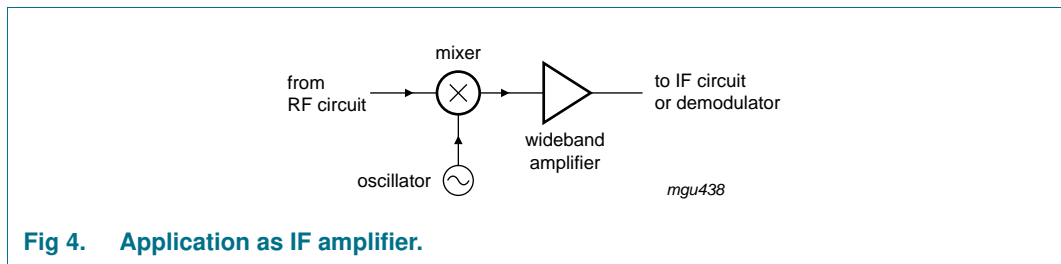 mixer
from
RF circuit
to IF circuit
or demodulator
wideband
amplifier
oscillator
mgu438
Fig 4. Application as IF amplifier.